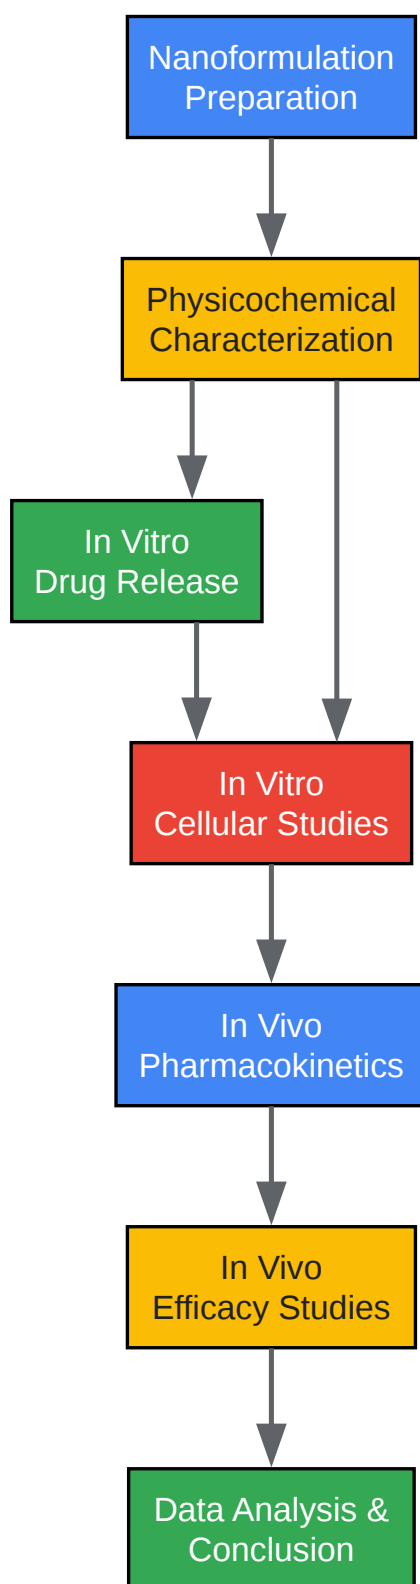 Nanoformulation
Preparation
Physicochemical
Characterization
In Vitro
Drug Release
In Vitro
Cellular Studies
In Vivo
Pharmacokinetics
In Vivo
Efficacy Studies
Data Analysis &
Conclusion